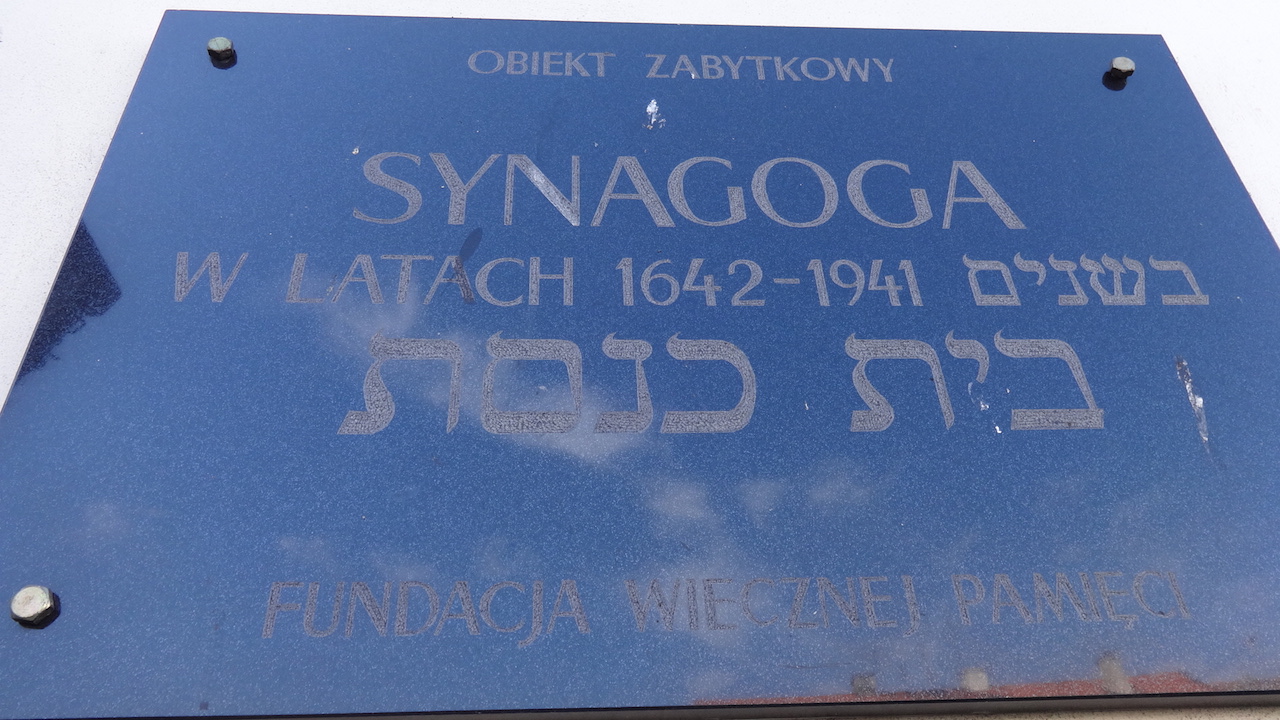 OBIEKT ZABYTKOWY
SYNAGOGA
W LATACH 1642-1941 בשנים
בית כנסת
FUNDACJA WIECZNEJ PAMIĘCI